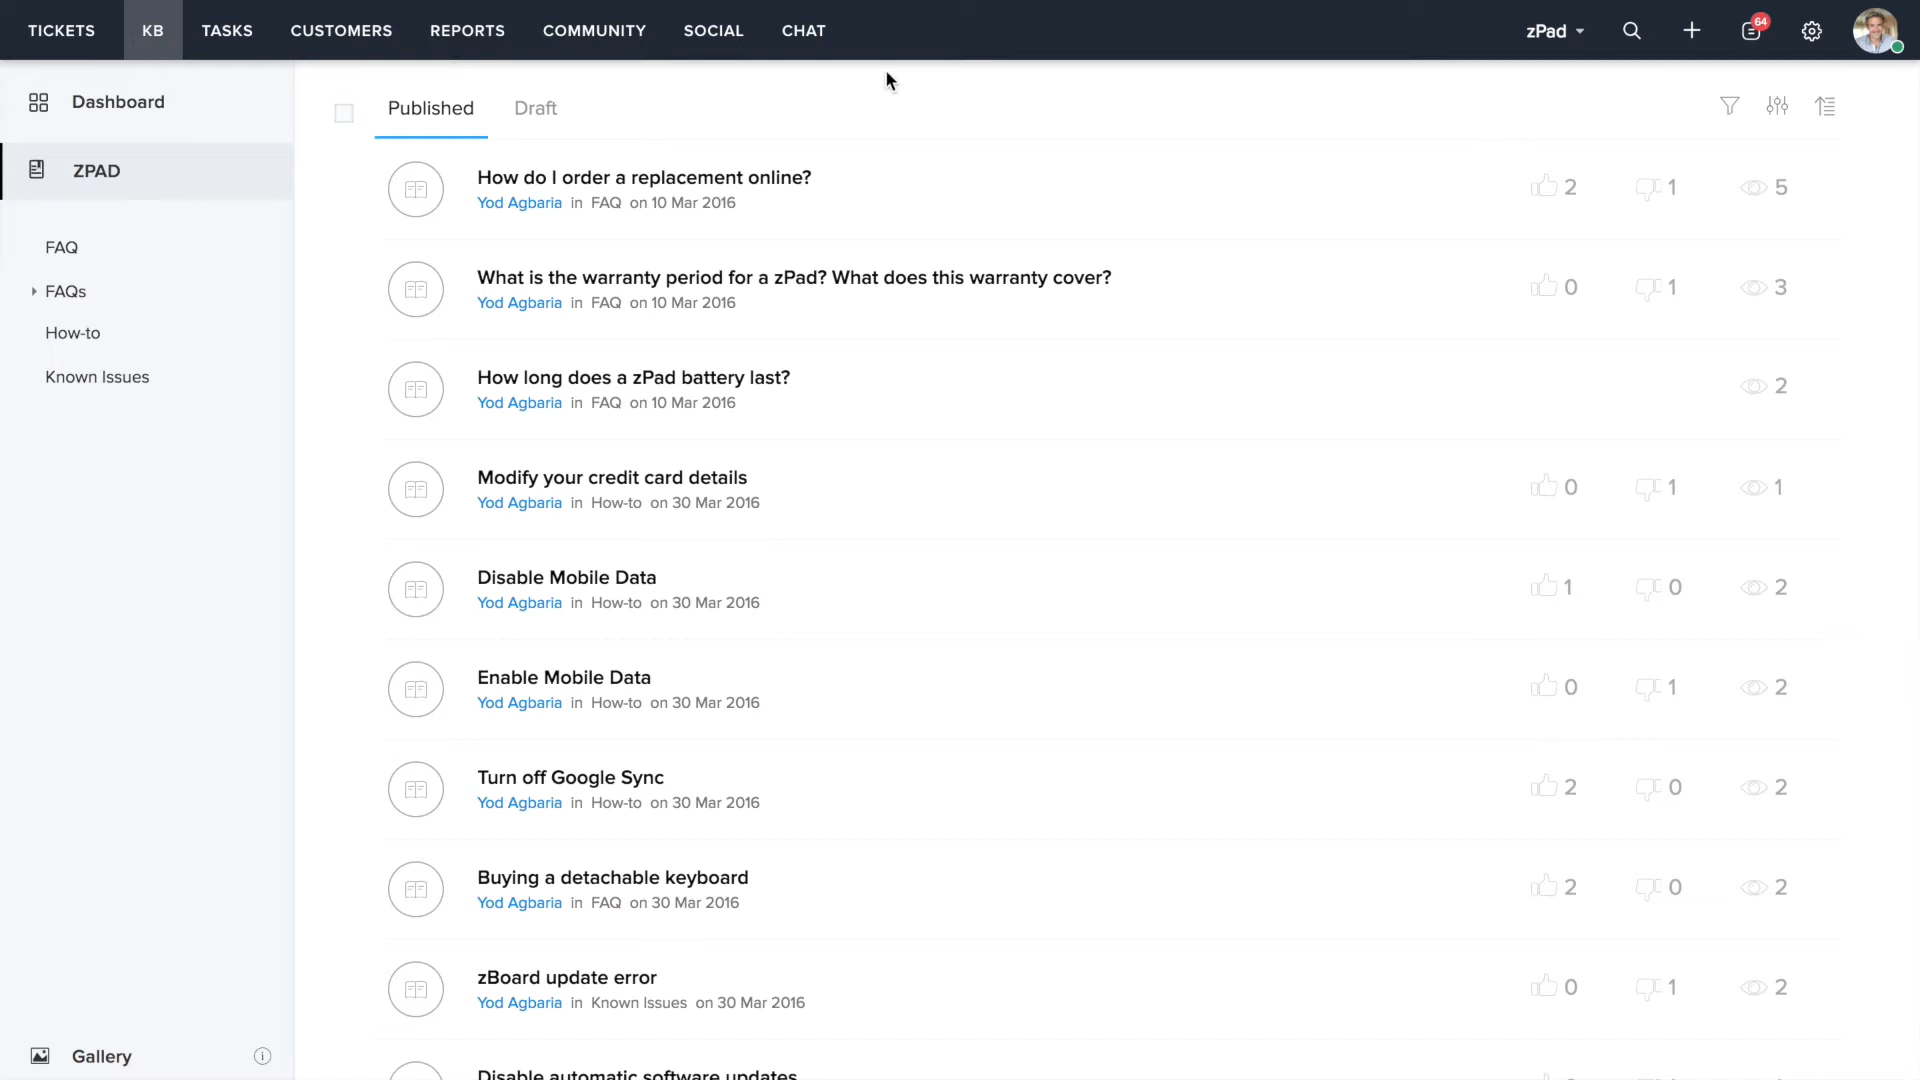 TICKETS KB TASKS CUSTOMERS REPORTS COMMUNITY SOCIAL CHAT zPad 64
Dashboard
ZPAD
FAQ
FAQs
How-to
Known Issues
Gallery
Published Draft
How do I order a replacement online?
Yod Agbaria in FAQ on 10 Mar 2016
2 1 5
What is the warranty period for a zPad? What does this warranty cover?
Yod Agbaria in FAQ on 10 Mar 2016
0 1 3
How long does a zPad battery last?
Yod Agbaria in FAQ on 10 Mar 2016
2
Modify your credit card details
Yod Agbaria in How-to on 30 Mar 2016
0 1 1
Disable Mobile Data
Yod Agbaria in How-to on 30 Mar 2016
1 0 2
Enable Mobile Data
Yod Agbaria in How-to on 30 Mar 2016
0 1 2
Turn off Google Sync
Yod Agbaria in How-to on 30 Mar 2016
2 0 2
Buying a detachable keyboard
Yod Agbaria in FAQ on 30 Mar 2016
2 0 2
zBoard update error
Yod Agbaria in Known Issues on 30 Mar 2016
0 1 2
Disable automatic software updates